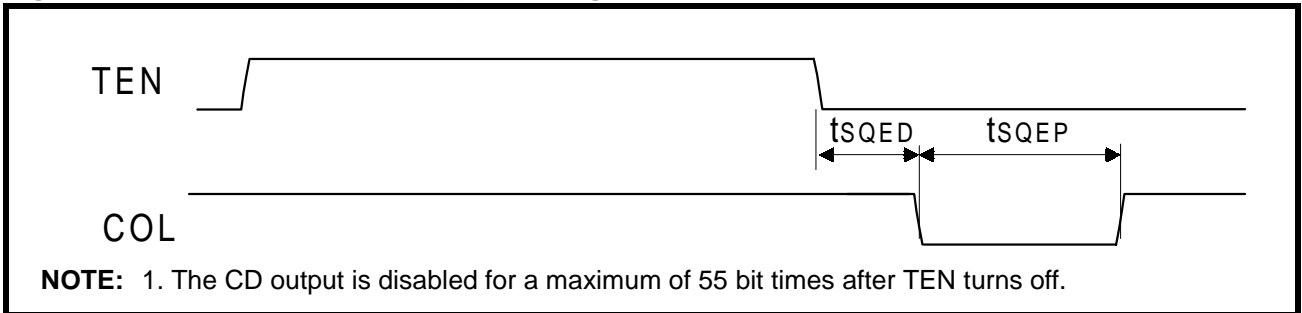 TEN
tSQED tSQEP
COL
NOTE: 1. The CD output is disabled for a maximum of 55 bit times after TEN turns off.